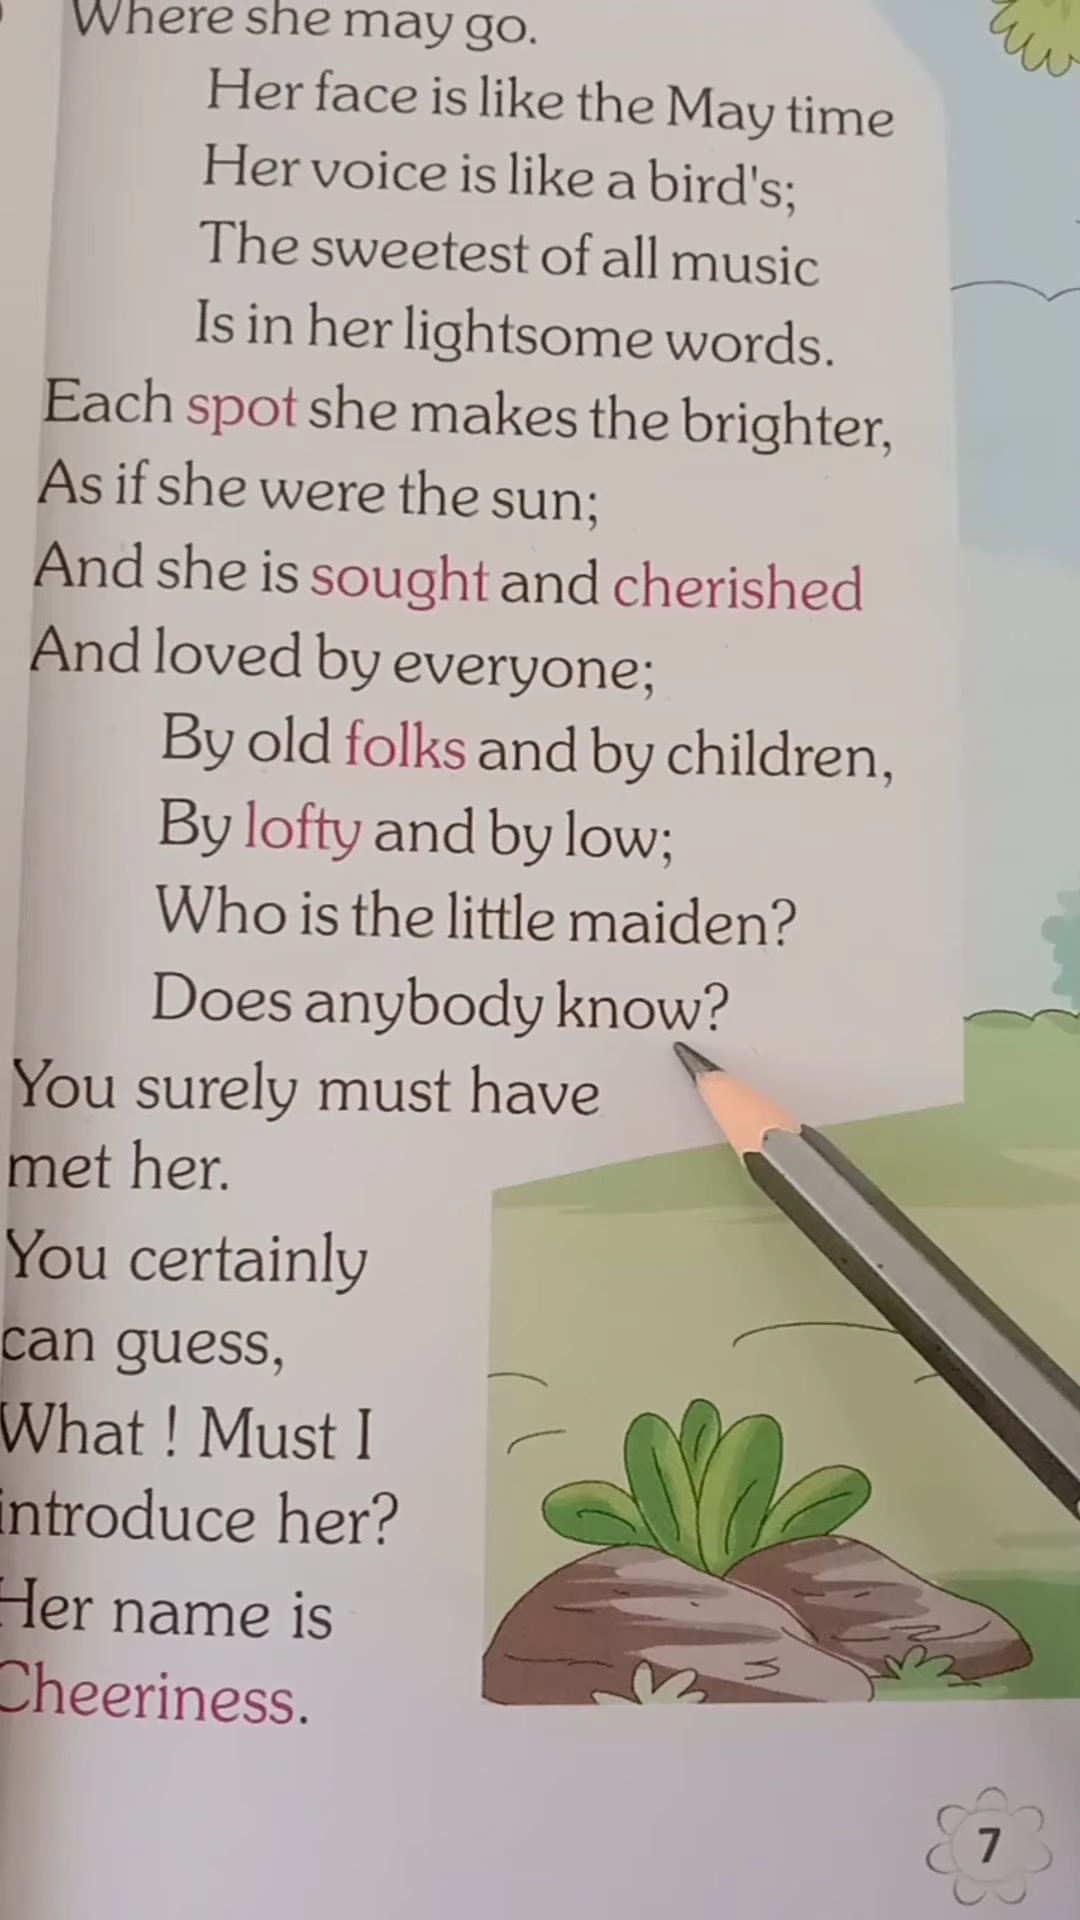 Where she may go.
Her face is like the May time
Her voice is like a bird's;
The sweetest of all music
Is in her lightsome words.
Each spot she makes the brighter,
As if she were the sun;
And she is sought and cherished
And loved by everyone;
By old folks and by children,
By lofty and by low;
Who is the little maiden?
Does anybody know?
You surely must have
met her.
You certainly
can guess,
What ! Must I
introduce her?
Her name is
Cheeriness.
7